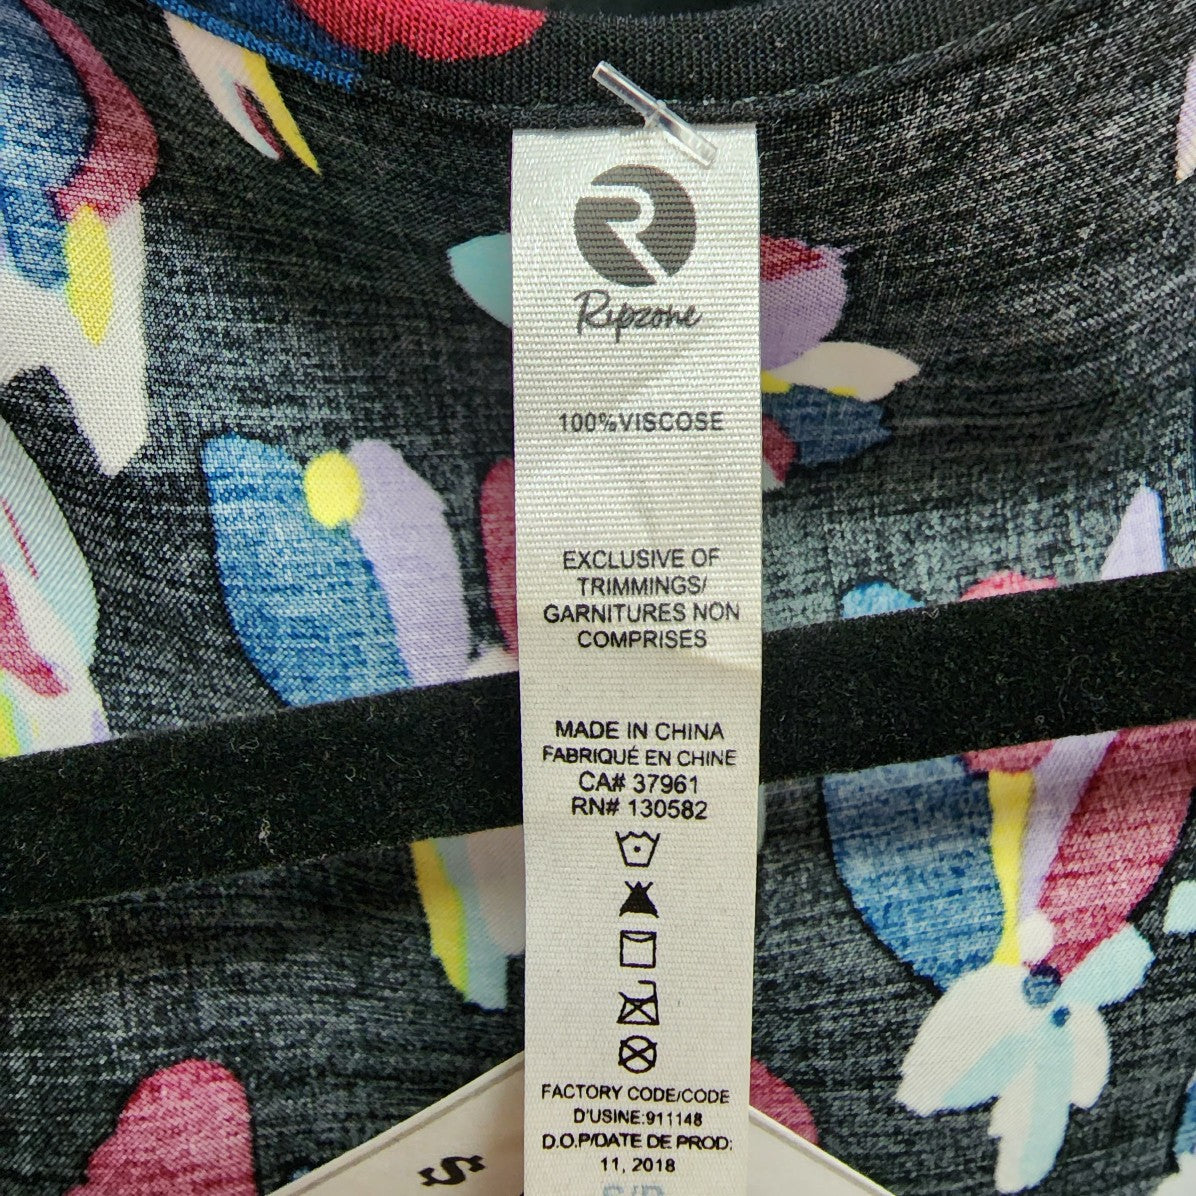 R
Ripzone
100%VISCOSE
EXCLUSIVE OF
TRIMMINGS/
GARNITURES NON
COMPRISES
MADE IN CHINA
FABRIQUÉ EN CHINE
CA# 37961
RN# 130582
FACTORY CODE/CODE
D'USINE:911148
D.O.P/DATE DE PROD:
11, 2018
S/P
S